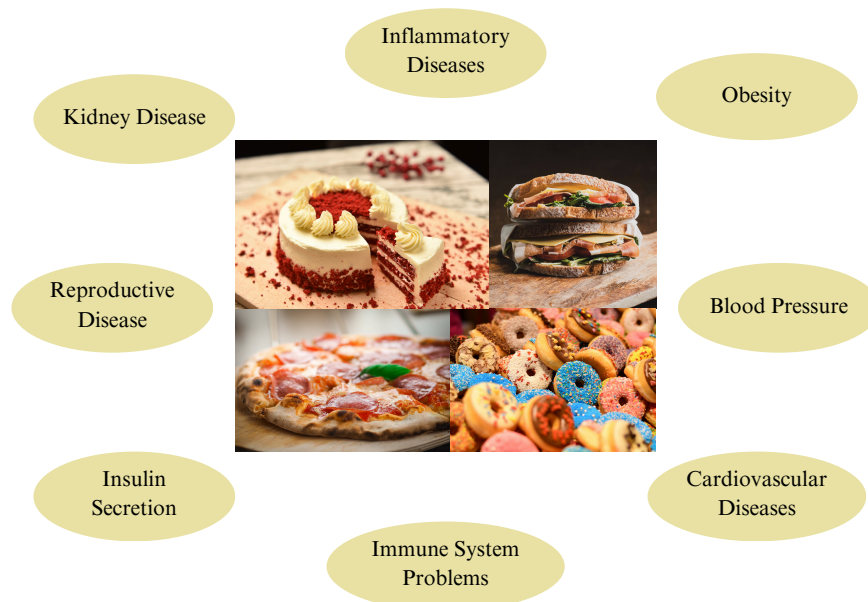 Inflammatory
Diseases
Obesity
Kidney Disease
Reproductive
Disease
Blood Pressure
Insulin
Secretion
Cardiovascular
Diseases
Immune System
Problems